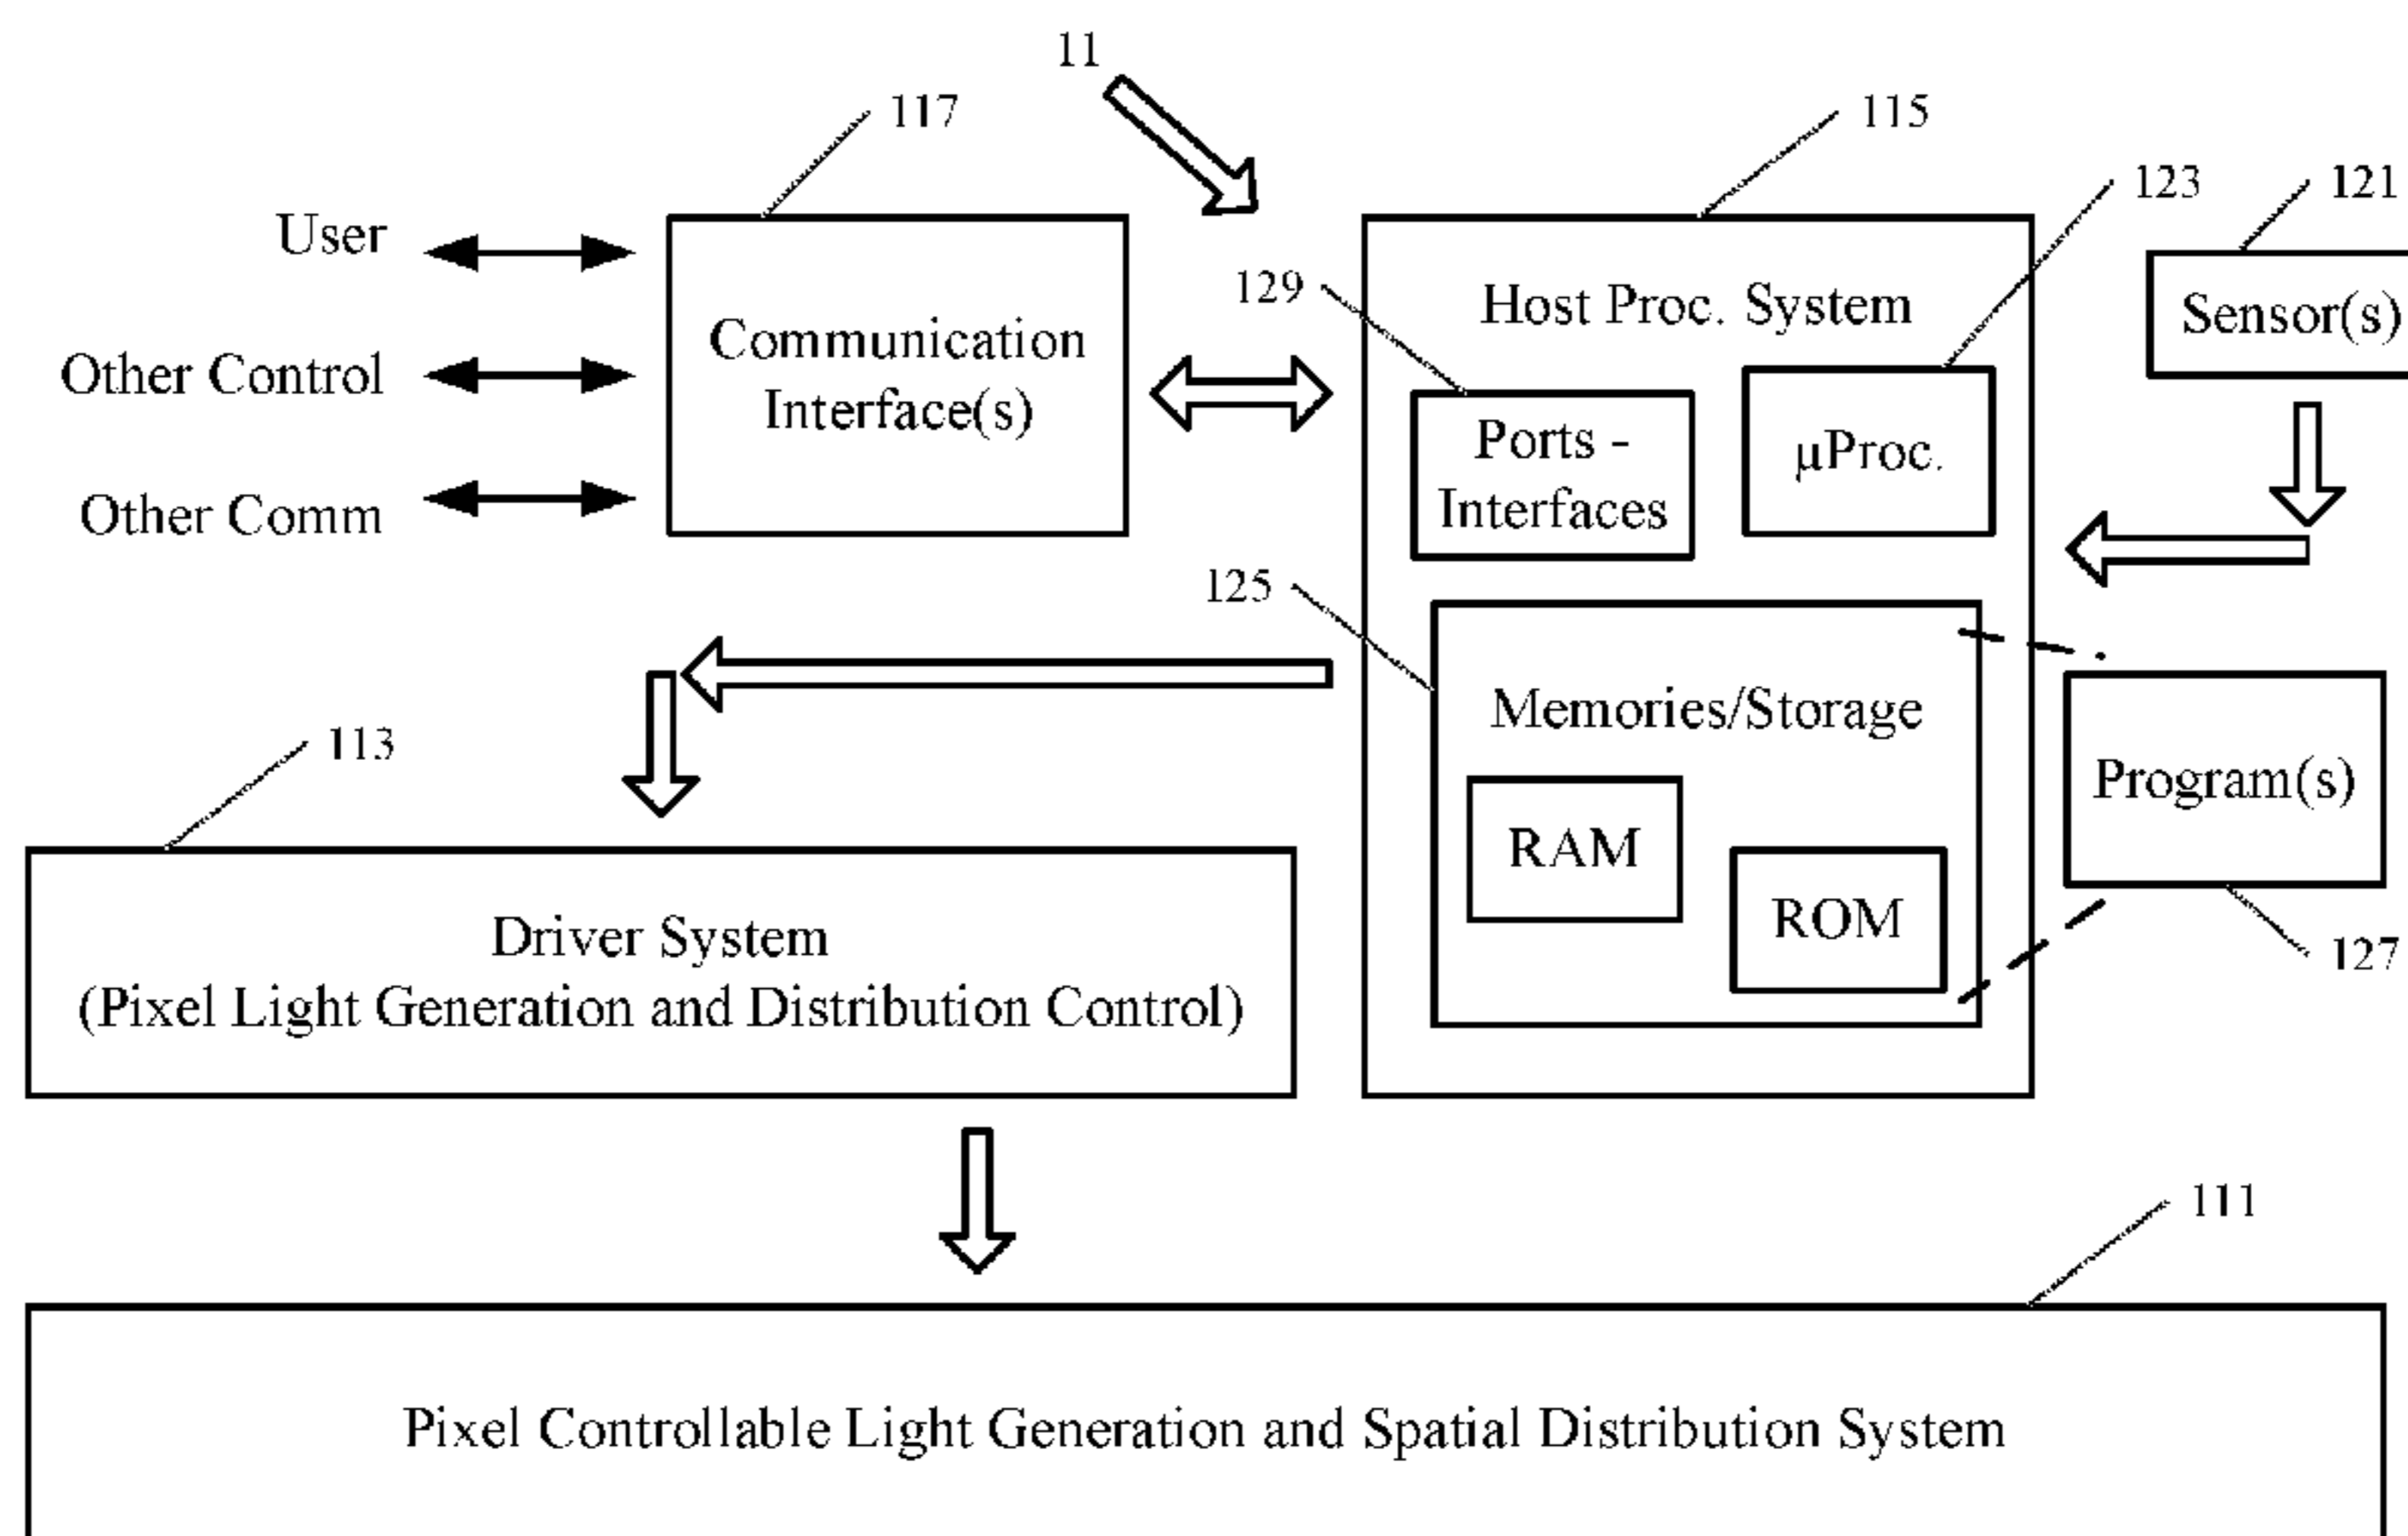 11
117
115
123
121
User
Other Control
Other Comm
Communication
Interface(s)
129
Host Proc. System
Ports -
Interfaces
μProc.
Sensor(s)
125
Memories/Storage
RAM
ROM
Program(s)
127
113
Driver System
(Pixel Light Generation and Distribution Control)
111
Pixel Controllable Light Generation and Spatial Distribution System